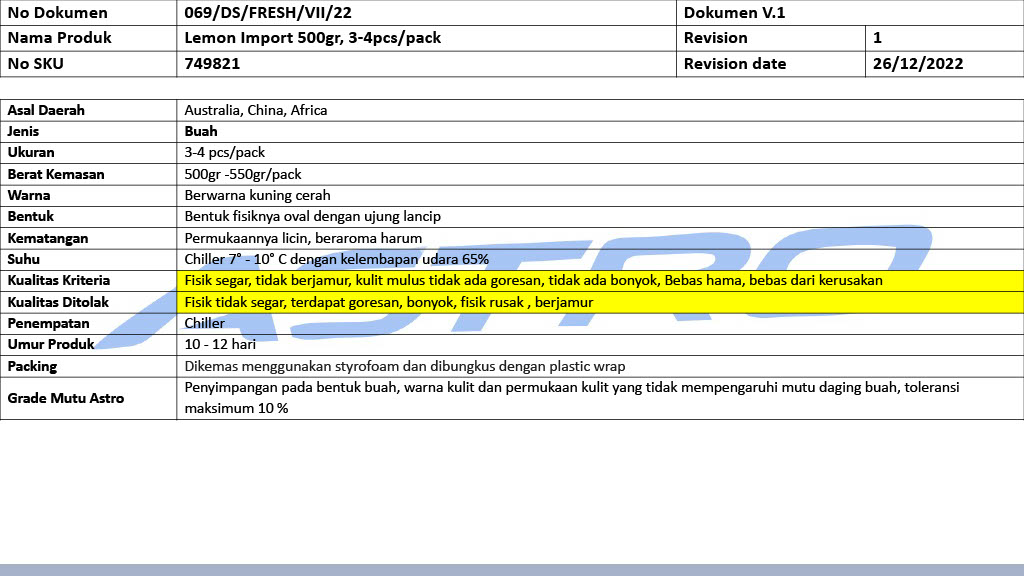 No Dokumen 069/DS/FRESH/VII/22 Dokumen V.1
Nama Produk Lemon Import 500gr, 3-4pcs/pack Revision 1
No SKU 749821 Revision date 26/12/2022
Asal Daerah Australia, China, Africa
Jenis Buah
Ukuran 3-4 pcs/pack
Berat Kemasan 500gr -550gr/pack
Warna Berwarna kuning cerah
Bentuk Bentuk fisiknya oval dengan ujung lancip
Kematangan Permukaannya licin, beraroma harum
Suhu Chiller 7° - 10° C dengan kelembapan udara 65%
Kualitas Kriteria Fisik segar, tidak berjamur, kulit mulus tidak ada goresan, tidak ada bonyok, Bebas hama, bebas dari kerusakan
Kualitas Ditolak Fisik tidak segar, terdapat goresan, bonyok, fisik rusak , berjamur
Penempatan Chiller
Umur Produk 10 - 12 hari
Packing Dikemas menggunakan styrofoam dan dibungkus dengan plastic wrap
Grade Mutu Astro Penyimpangan pada bentuk buah, warna kulit dan permukaan kulit yang tidak mempengaruhi mutu daging buah, toleransi
maksimum 10 %
ASTRO